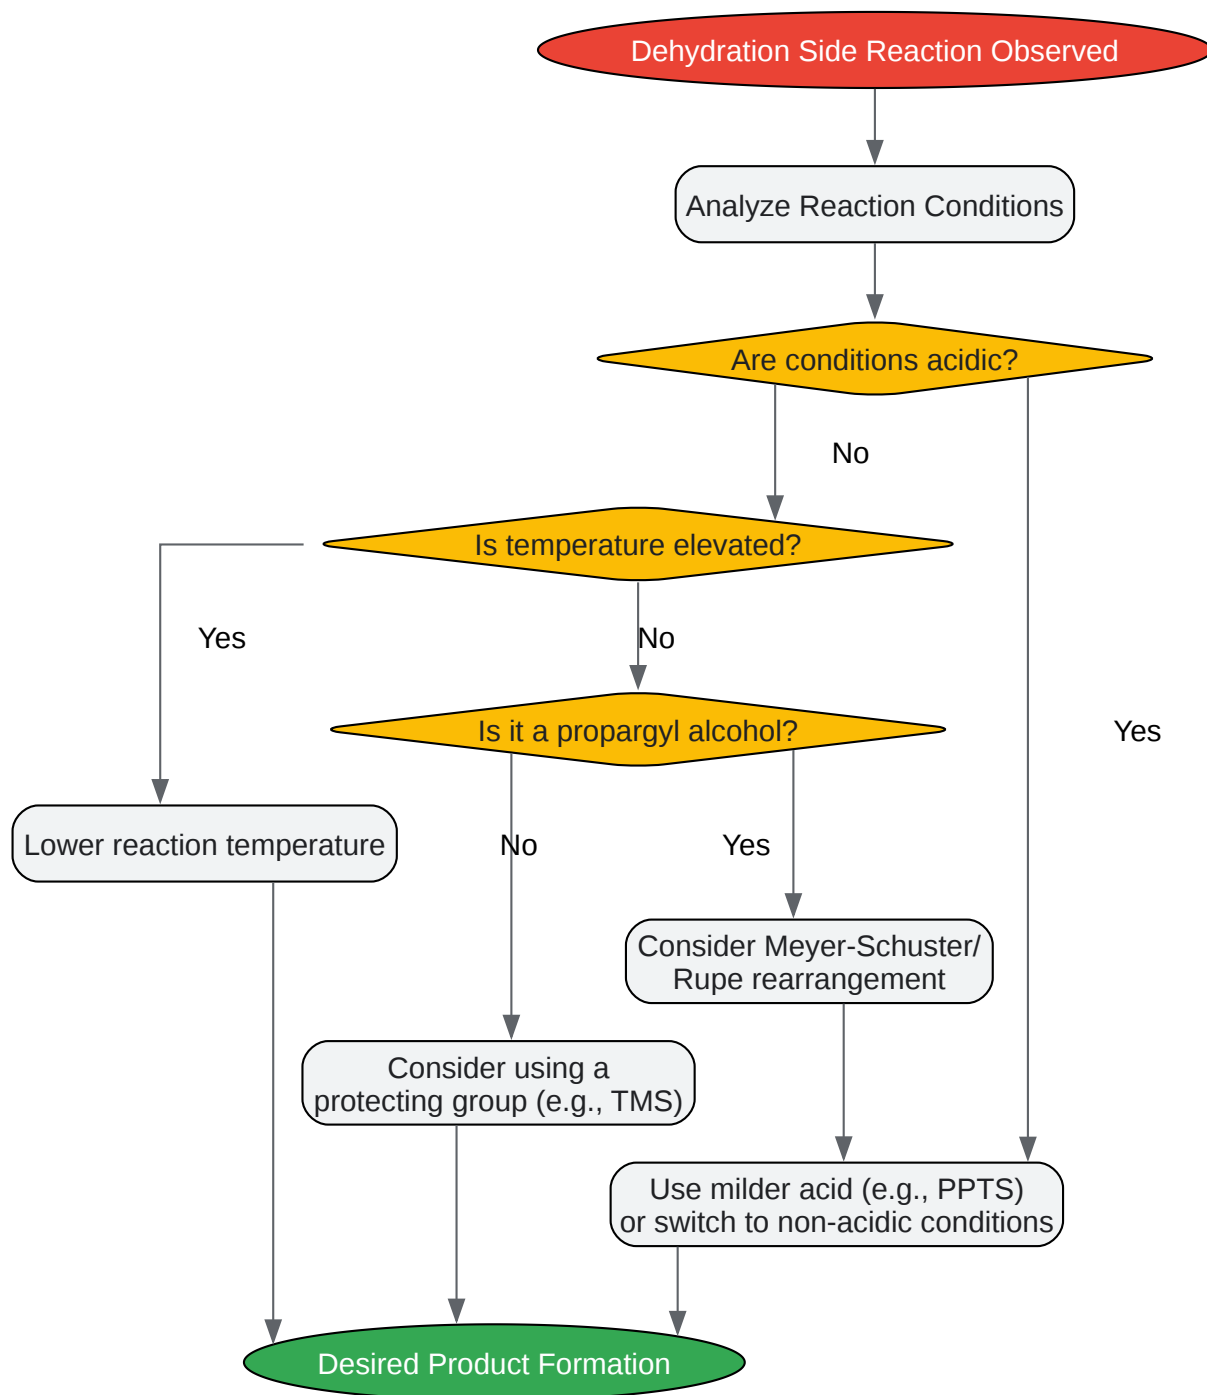 Dehydration Side Reaction Observed
Analyze Reaction Conditions
Are conditions acidic?
No
Is temperature elevated?
Yes
No
Is it a propargyl alcohol?
Yes
Lower reaction temperature
No
Yes
Consider Meyer-Schuster/
Rupe rearrangement
Consider using a
protecting group (e.g., TMS)
Use milder acid (e.g., PPTS)
or switch to non-acidic conditions
Desired Product Formation